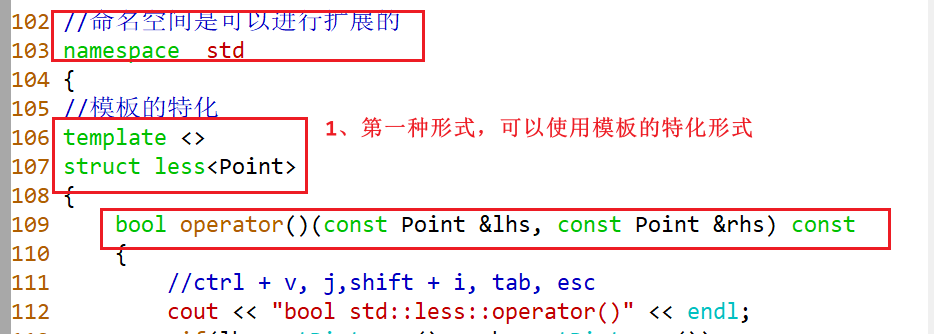 102 //命名空间是可以进行扩展的
103 namespace std
104 {
105 //模板的特化
106 template <>
1、第一种形式，可以使用模板的特化形式
107 struct less<Point>
108 {
109 bool operator()(const Point &lhs, const Point &rhs) const
110 {
111 //ctrl + v, j,shift + i, tab, esc
112 cout << "bool std::less::operator()" << endl;